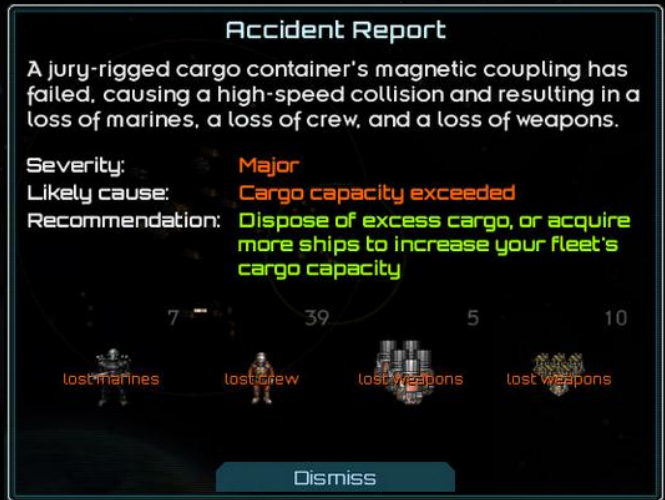 Accident Report
A jury-rigged cargo container's magnetic coupling has
failed, causing a high-speed collision and resulting in a
loss of marines, a loss of crew, and a loss of weapons.
Severity: Major
Likely cause: Cargo capacity exceeded
Recommendation: Dispose of excess cargo, or acquire
more ships to increase your fleet's
cargo capacity
7 39 5 10
lost marines lost crew lost weapons lost weapons
Dismiss